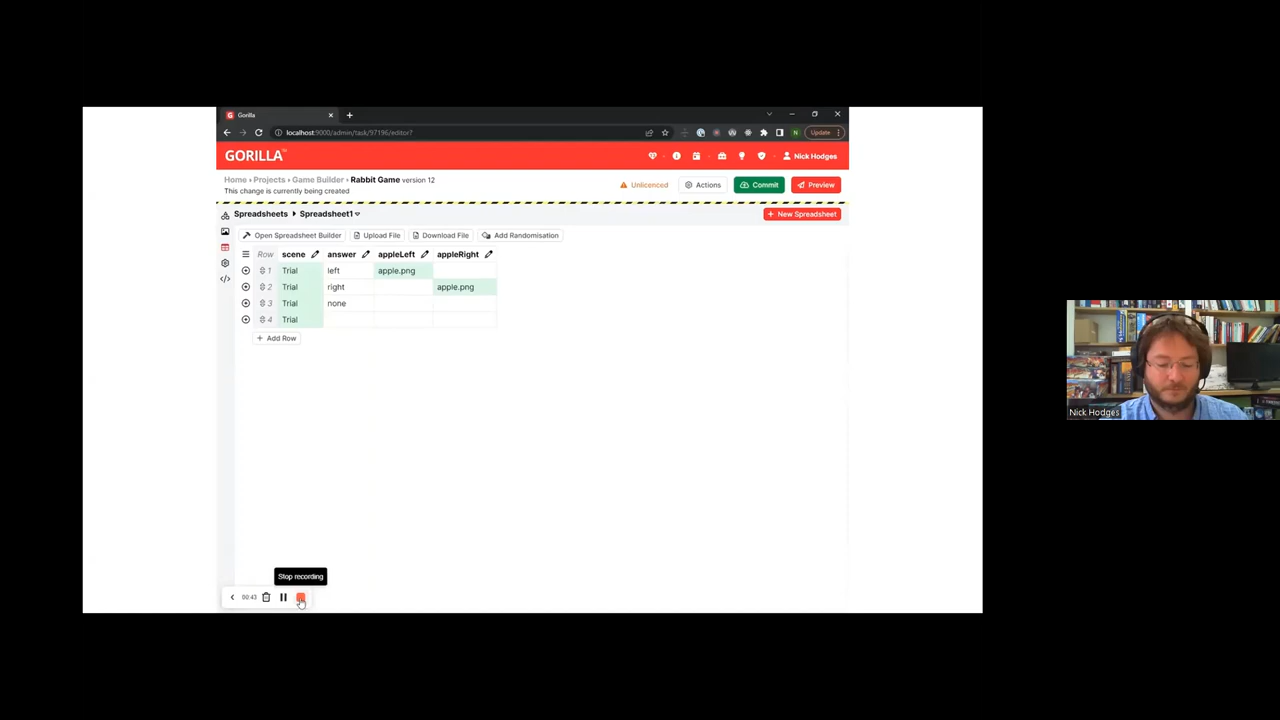 Gorilla
localhost:9000/admin/task/97196/editor?
N
Update
GORILLA™
Nick Hodges
Home › Projects › Game Builder › Rabbit Game version 12
This change is currently being created
Unlicenced
Actions
Commit
Preview
Spreadsheets
Spreadsheet1
+ New Spreadsheet
Open Spreadsheet Builder
Upload File
Download File
Add Randomisation
Row scene answer appleLeft appleRight
1 Trial left apple.png
2 Trial right apple.png
3 Trial none
4 Trial
+ Add Row
Stop recording
00:43
Nick Hodges